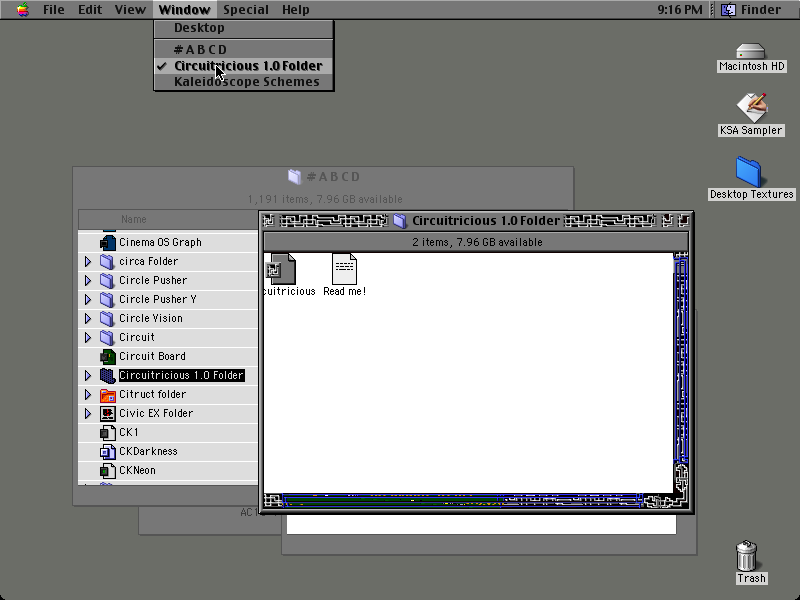 File Edit View Window Special Help 9:16 PM Finder
Desktop
#ABCD
Circuitricious 1.0 Folder
Kaleidoscope Schemes
Macintosh HD
KSA Sampler
Desktop Textures
#ABCD
1,191 items, 7.96 GB available
Name
Cinema OS Graph
circa Folder
Circle Pusher
Circle Pusher Y
Circle Vision
Circuit
Circuit Board
Circuitricious 1.0 Folder
Citruct folder
Civic EX Folder
CK1
CKDarkness
CKNeon
Circuitricious 1.0 Folder
2 items, 7.96 GB available
cuitricious Read me!
Trash